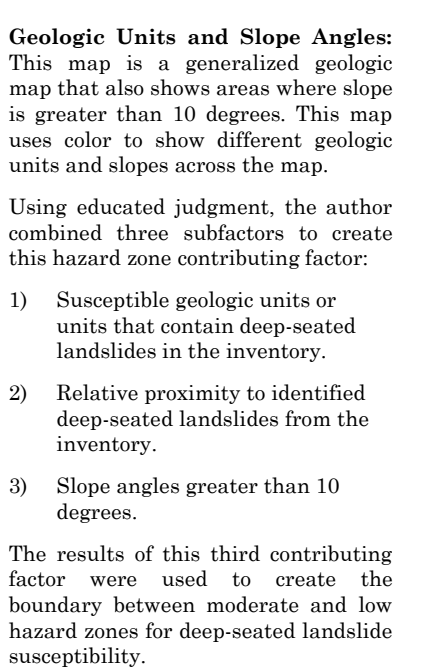 Geologic Units and Slope Angles:
This map is a generalized geologic
map that also shows areas where slope
is greater than 10 degrees. This map
uses color to show different geologic
units and slopes across the map.
Using educated judgment, the author
combined three subfactors to create
this hazard zone contributing factor:
1) Susceptible geologic units or
units that contain deep-seated
landslides in the inventory.
2) Relative proximity to identified
deep-seated landslides from the
inventory.
3) Slope angles greater than 10
degrees.
The results of this third contributing
factor were used to create the
boundary between moderate and low
hazard zones for deep-seated landslide
susceptibility.